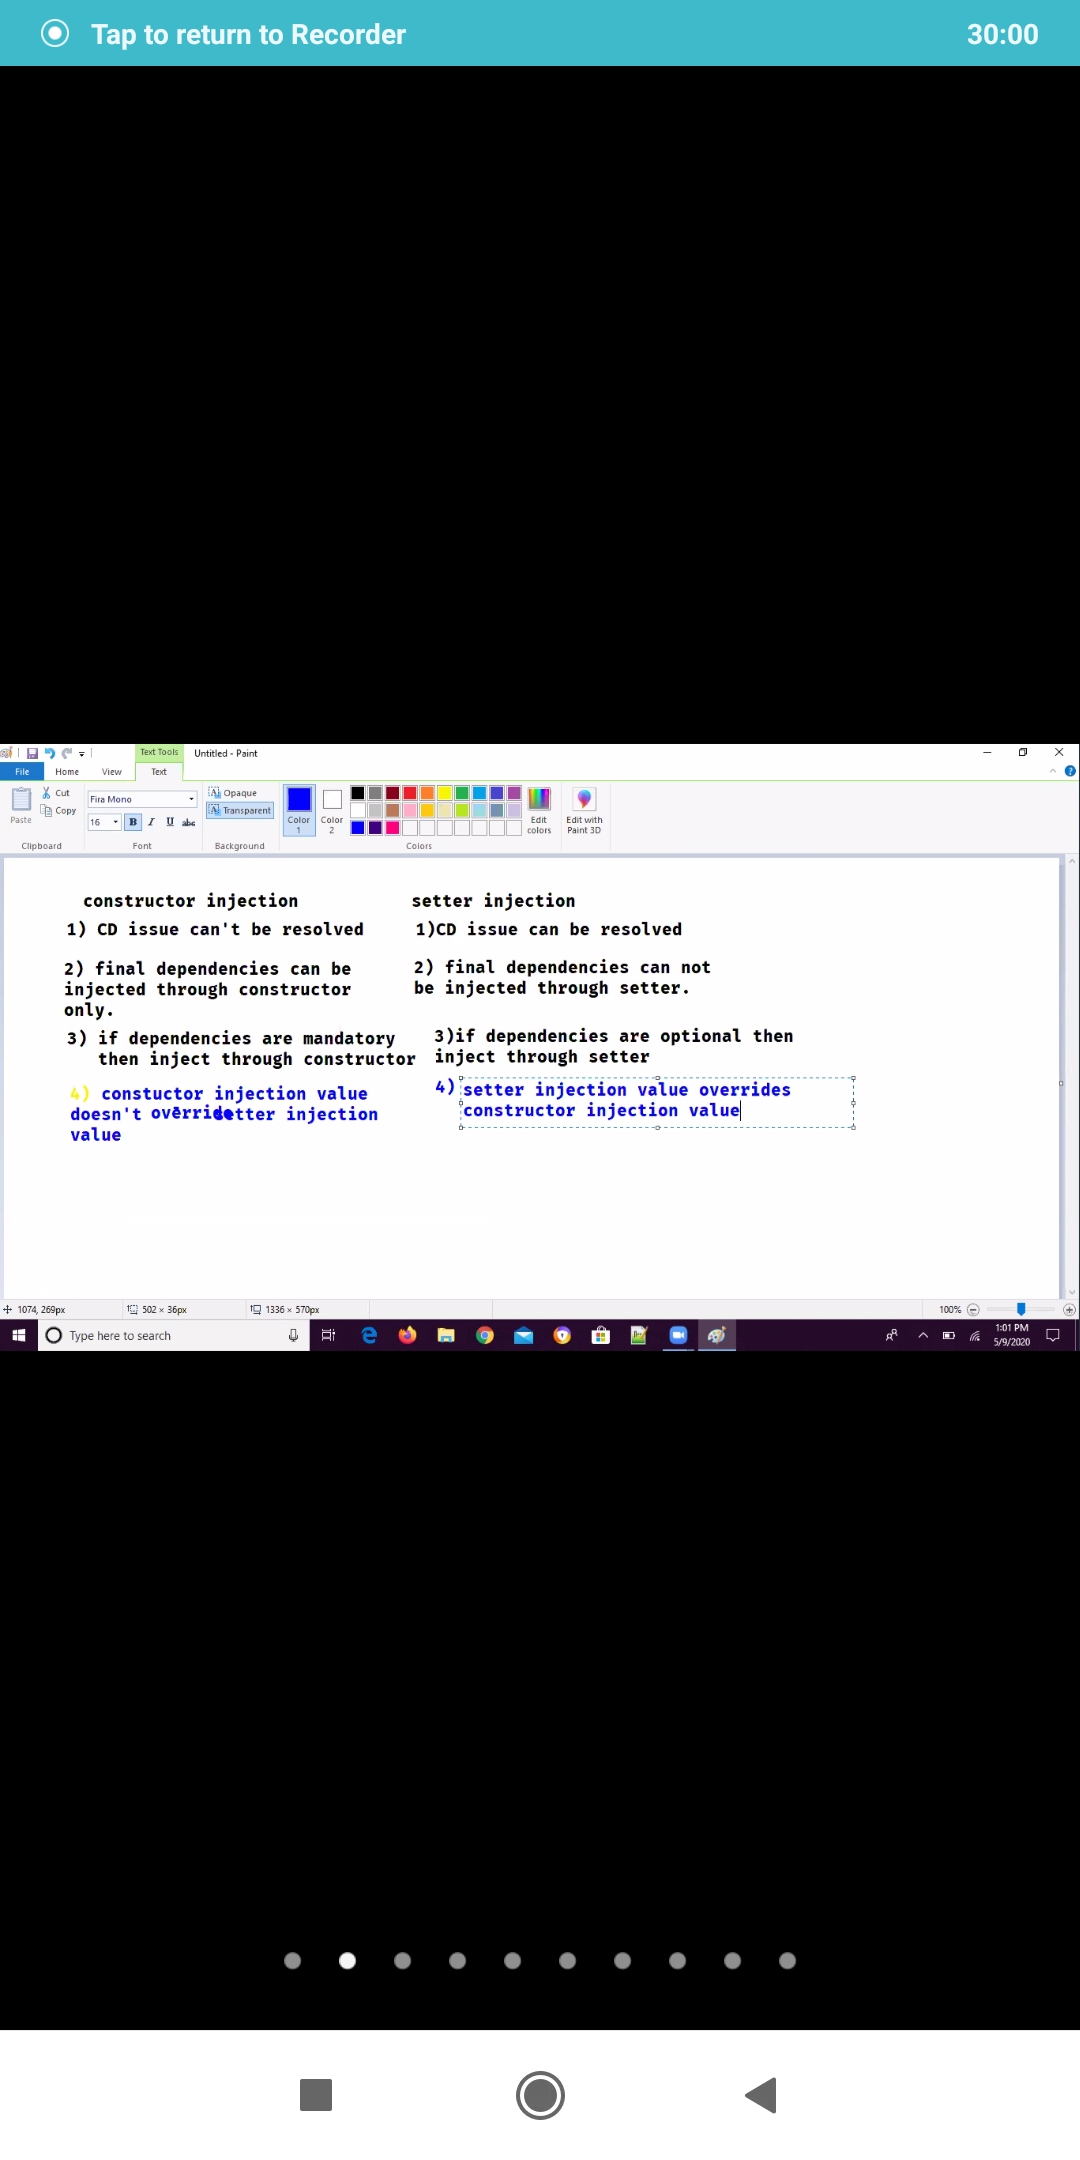 Tap to return to Recorder 30:00
Text Tools Untitled - Paint
File Home View Text
Cut
Copy
Paste
Clipboard
Fira Mono
16 B I U abc
Font
Opaque
Transparent
Background
Color 1
Color 2
Edit colors
Edit with Paint 3D
Colors
constructor injection
1) CD issue can't be resolved
2) final dependencies can be
injected through constructor
only.
3) if dependencies are mandatory
then inject through constructor
4) constuctor injection value
doesn't override setter injection
value
setter injection
1)CD issue can be resolved
2) final dependencies can not
be injected through setter.
3)if dependencies are optional then
inject through setter
4) setter injection value overrides
constructor injection value
1074, 269px 502 × 36px 1336 × 570px 100%
Type here to search
1:01 PM
5/9/2020